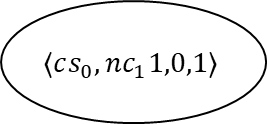 ⟨cs₀, nc₁ 1,0,1⟩